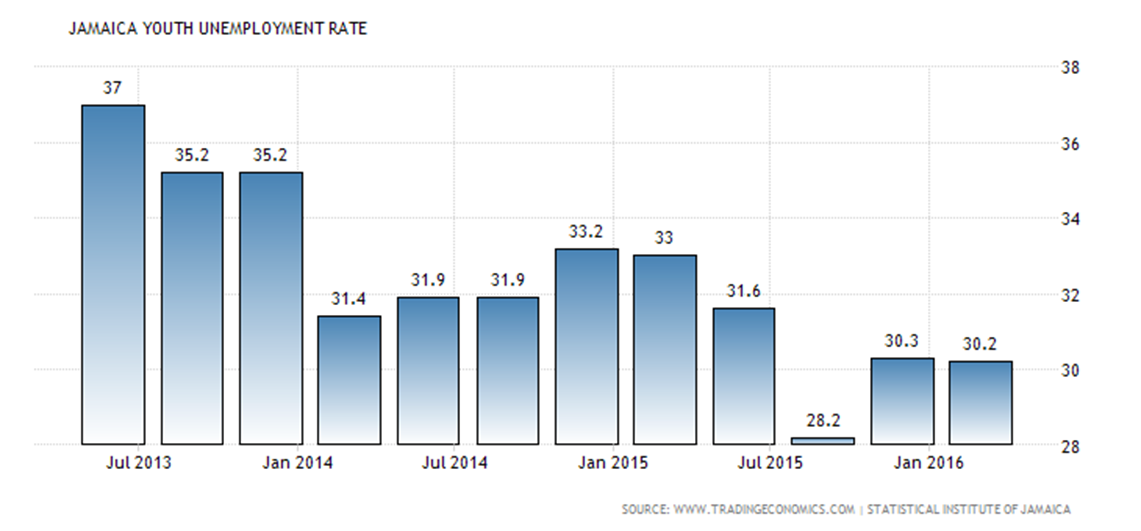 JAMAICA YOUTH UNEMPLOYMENT RATE
38
37
36
35.2 35.2
34
33.2 33
31.4 31.9 31.9 31.6 32
30.3 30.2
30
28.2
28
Jul 2013 Jan 2014 Jul 2014 Jan 2015 Jul 2015 Jan 2016
SOURCE: WWW.TRADINGECONOMICS.COM | STATISTICAL INSTITUTE OF JAMAICA